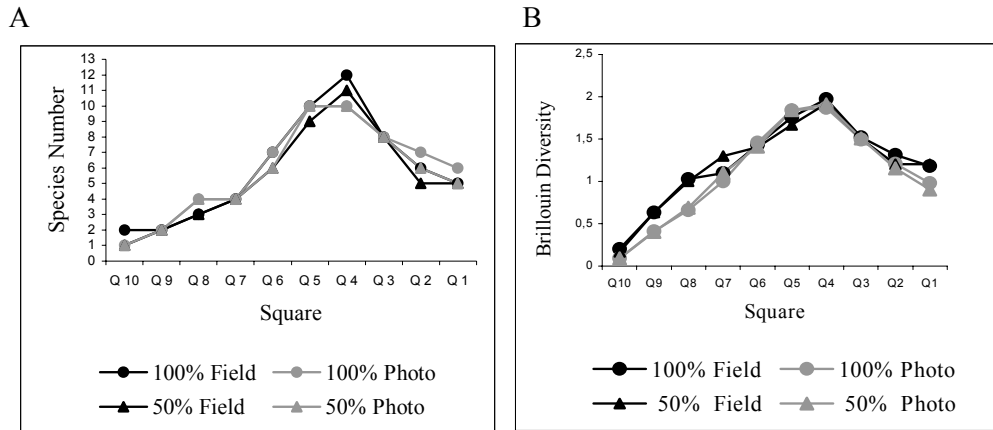 A
Species Number
13
12
11
10
9
8
7
6
5
4
3
2
1
0
Q 10 Q 9 Q 8 Q 7 Q 6 Q 5 Q 4 Q 3 Q 2 Q 1
Square
100% Field 100% Photo
50% Field 50% Photo
B
Brillouin Diversity
2,5
2
1,5
1
0,5
0
Q10 Q9 Q8 Q7 Q6 Q5 Q4 Q3 Q2 Q1
Square
100% Field 100% Photo
50% Field 50% Photo